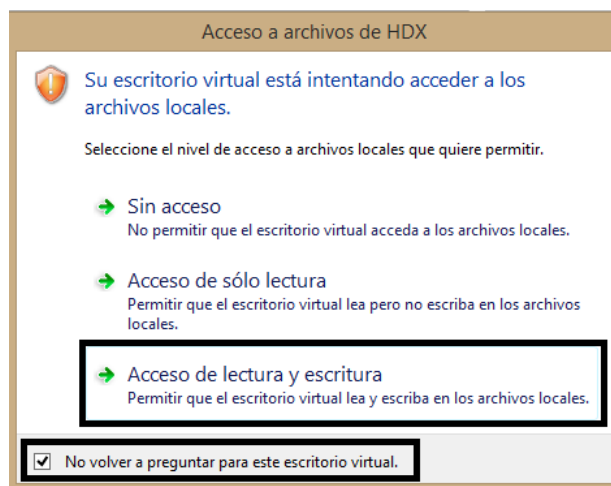 Acceso a archivos de HDX
Su escritorio virtual está intentando acceder a los
archivos locales.
Seleccione el nivel de acceso a archivos locales que quiere permitir.
Sin acceso
No permitir que el escritorio virtual acceda a los archivos locales.
Acceso de sólo lectura
Permitir que el escritorio virtual lea pero no escriba en los archivos
locales.
Acceso de lectura y escritura
Permitir que el escritorio virtual lea y escriba en los archivos locales.
No volver a preguntar para este escritorio virtual.